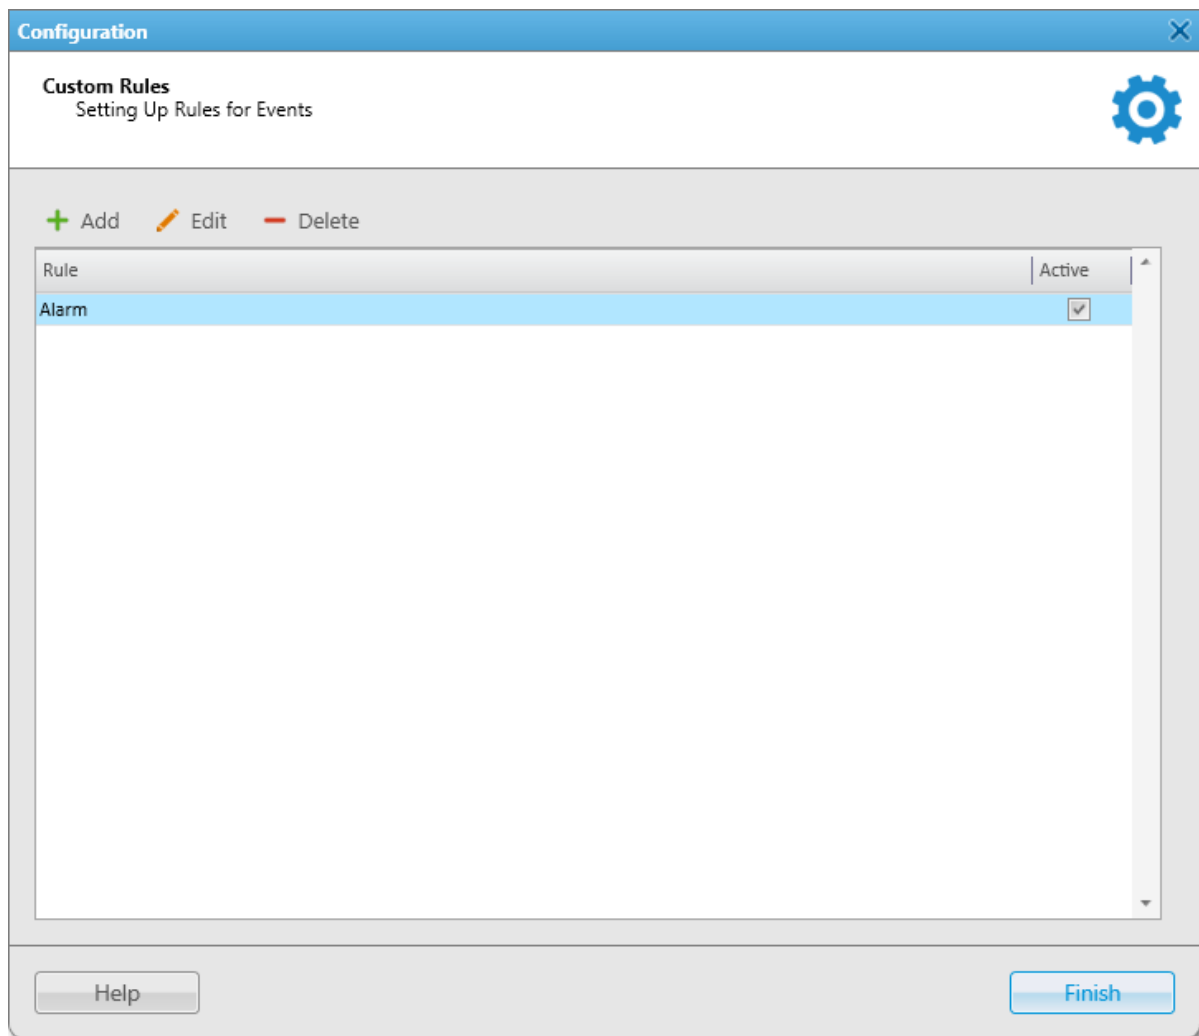 Configuration
Custom Rules
Setting Up Rules for Events
Add Edit Delete
Rule Active
Alarm
Help Finish